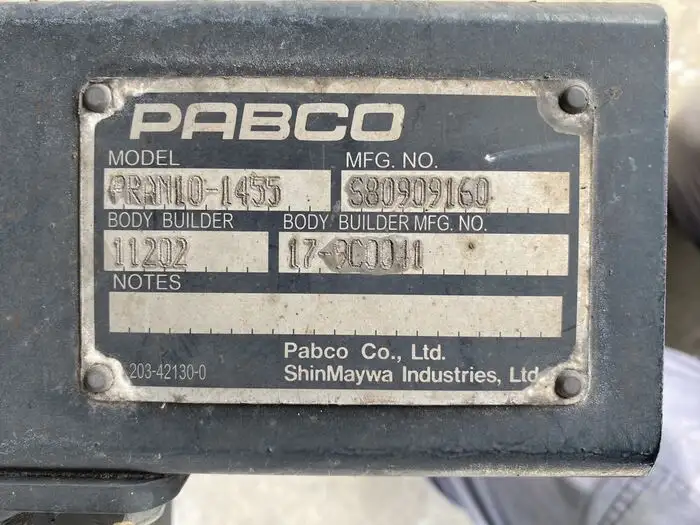 PABCO
MODEL MFG. NO.
PRAM10-1455 S80909160
BODY BUILDER BODY BUILDER MFG. NO.
11202
NOTES
203-42130-0
Pabco Co., Ltd.
ShinMaywa Industries, Ltd.